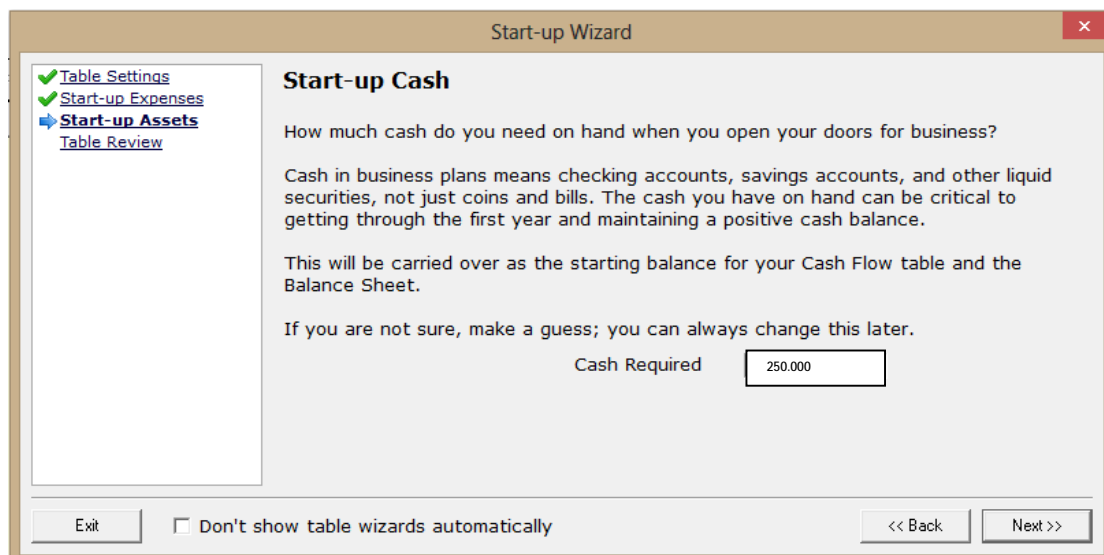 Start-up Wizard
Table Settings
Start-up Expenses
Start-up Assets
Table Review
Start-up Cash
How much cash do you need on hand when you open your doors for business?
Cash in business plans means checking accounts, savings accounts, and other liquid
securities, not just coins and bills. The cash you have on hand can be critical to
getting through the first year and maintaining a positive cash balance.
This will be carried over as the starting balance for your Cash Flow table and the
Balance Sheet.
If you are not sure, make a guess; you can always change this later.
Cash Required 250.000
Exit Don't show table wizards automatically << Back Next >>